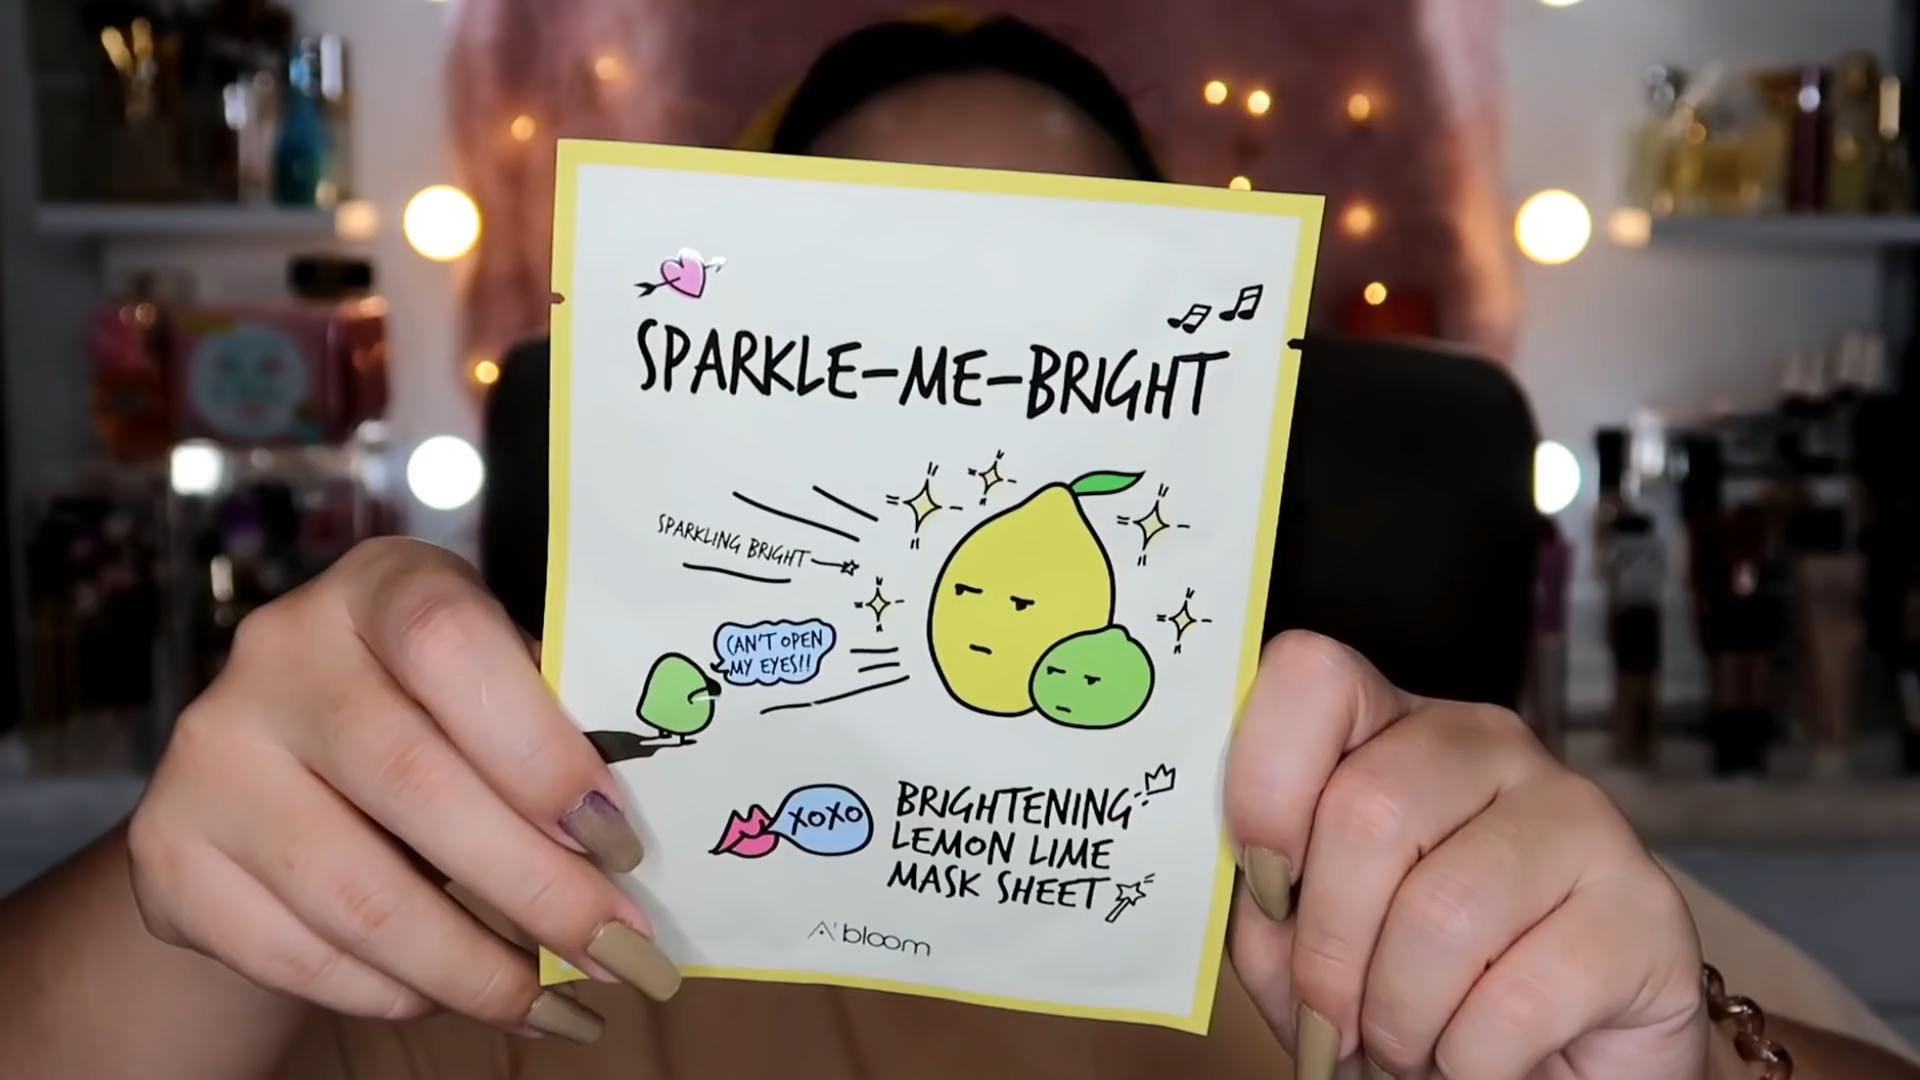 SPARKLE-ME-BRIGHT
SPARKLING BRIGHT
CAN'T OPEN
MY EYES!!
XOXO
BRIGHTENING
LEMON LIME
MASK SHEET
A'bloom